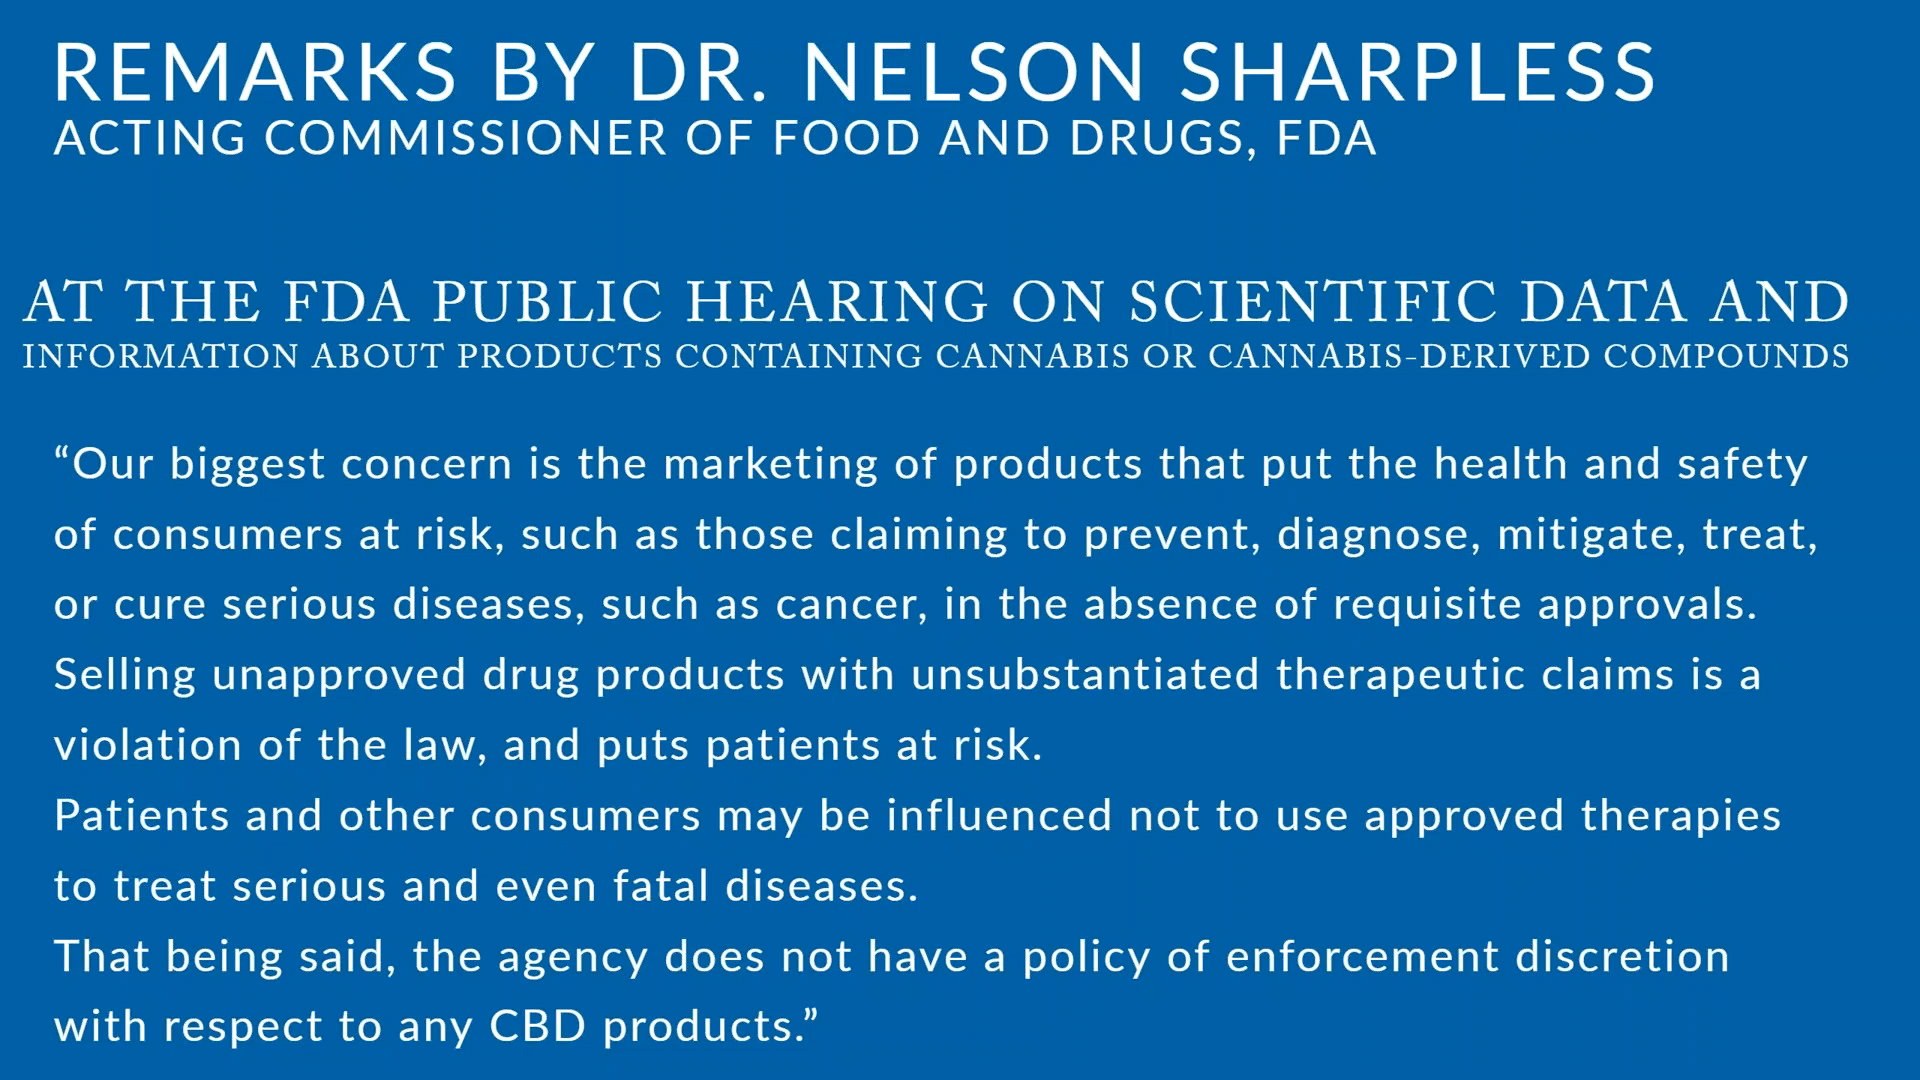 REMARKS BY DR. NELSON SHARPLESS
ACTING COMMISSIONER OF FOOD AND DRUGS, FDA
AT THE FDA PUBLIC HEARING ON SCIENTIFIC DATA AND
INFORMATION ABOUT PRODUCTS CONTAINING CANNABIS OR CANNABIS-DERIVED COMPOUNDS
“Our biggest concern is the marketing of products that put the health and safety
of consumers at risk, such as those claiming to prevent, diagnose, mitigate, treat,
or cure serious diseases, such as cancer, in the absence of requisite approvals.
Selling unapproved drug products with unsubstantiated therapeutic claims is a
violation of the law, and puts patients at risk.
Patients and other consumers may be influenced not to use approved therapies
to treat serious and even fatal diseases.
That being said, the agency does not have a policy of enforcement discretion
with respect to any CBD products.”